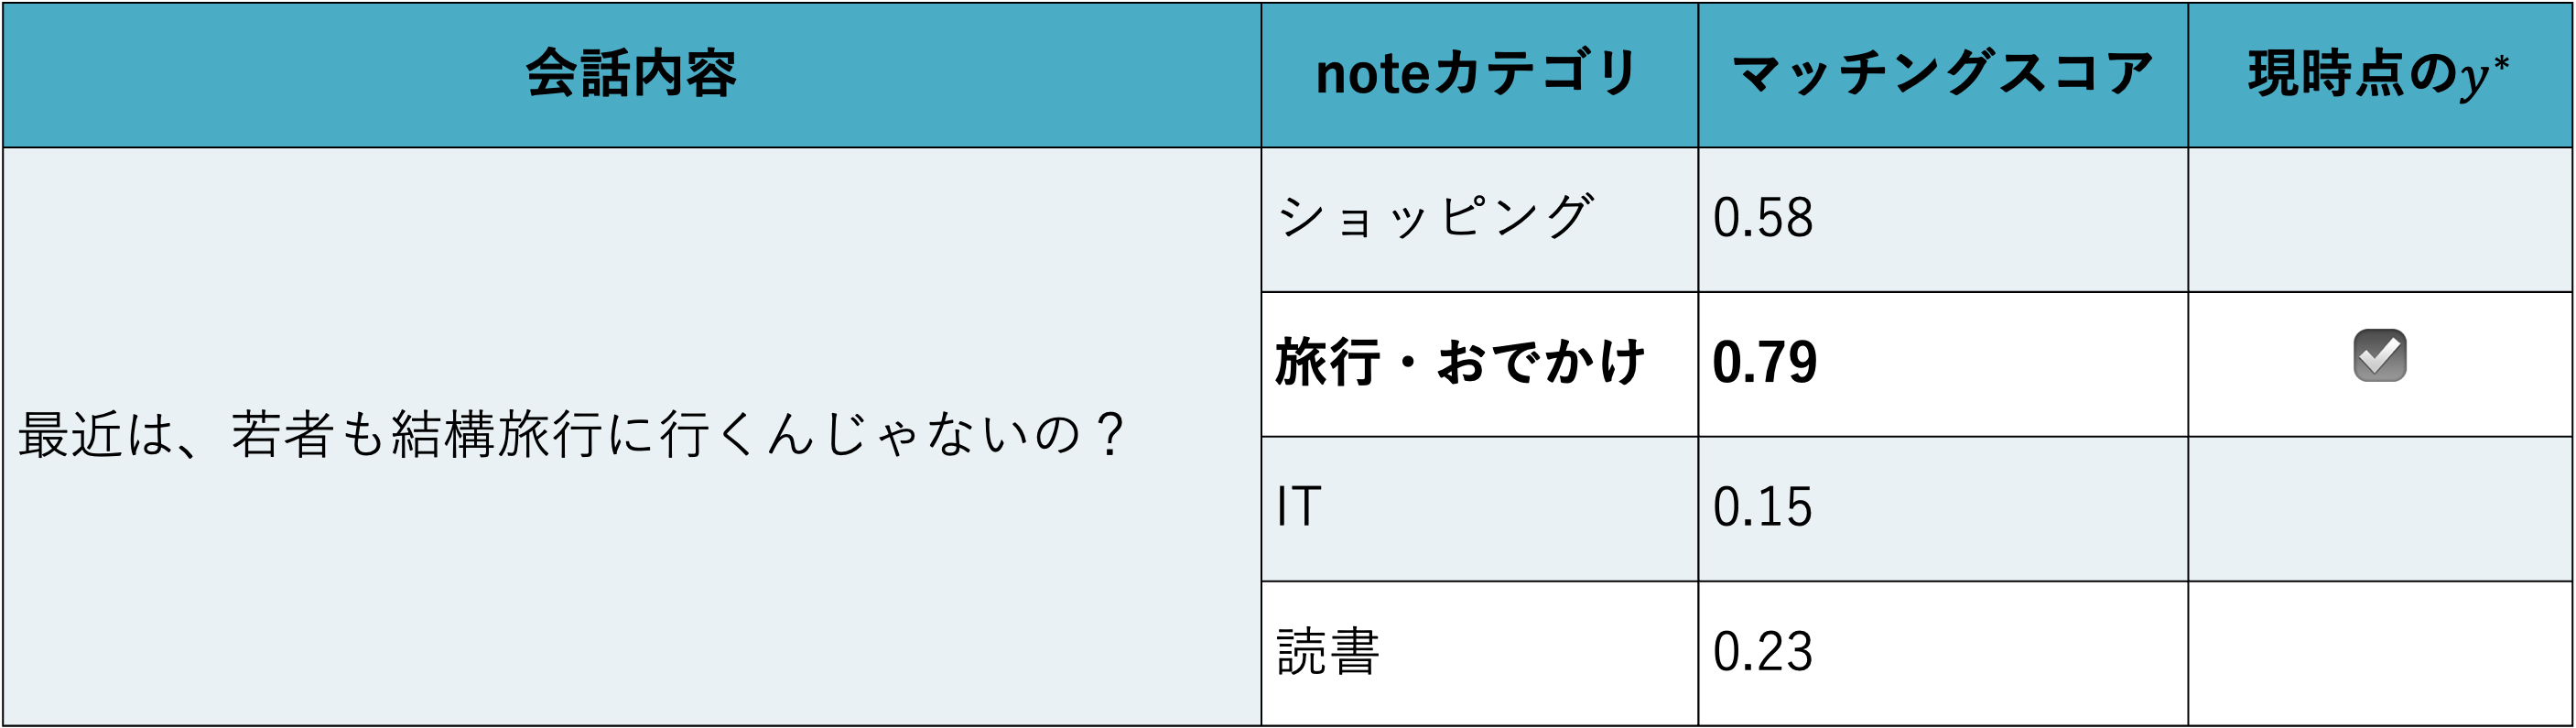 会話内容 noteカテゴリ マッチングスコア 現時点のy*
ショッピング 0.58
旅行・おでかけ 0.79
最近は、若者も結構旅行に行くんじゃないの？
IT 0.15
読書 0.23